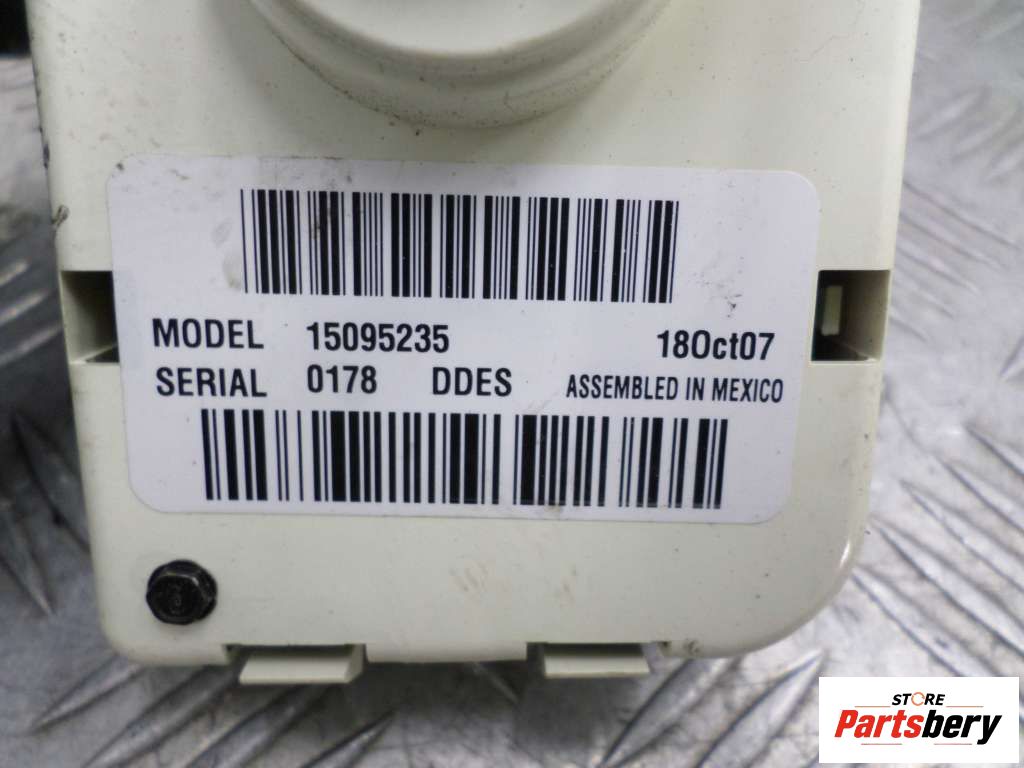 MODEL 15095235 18Oct07
SERIAL 0178 DDES ASSEMBLED IN MEXICO
STORE
Partsbery